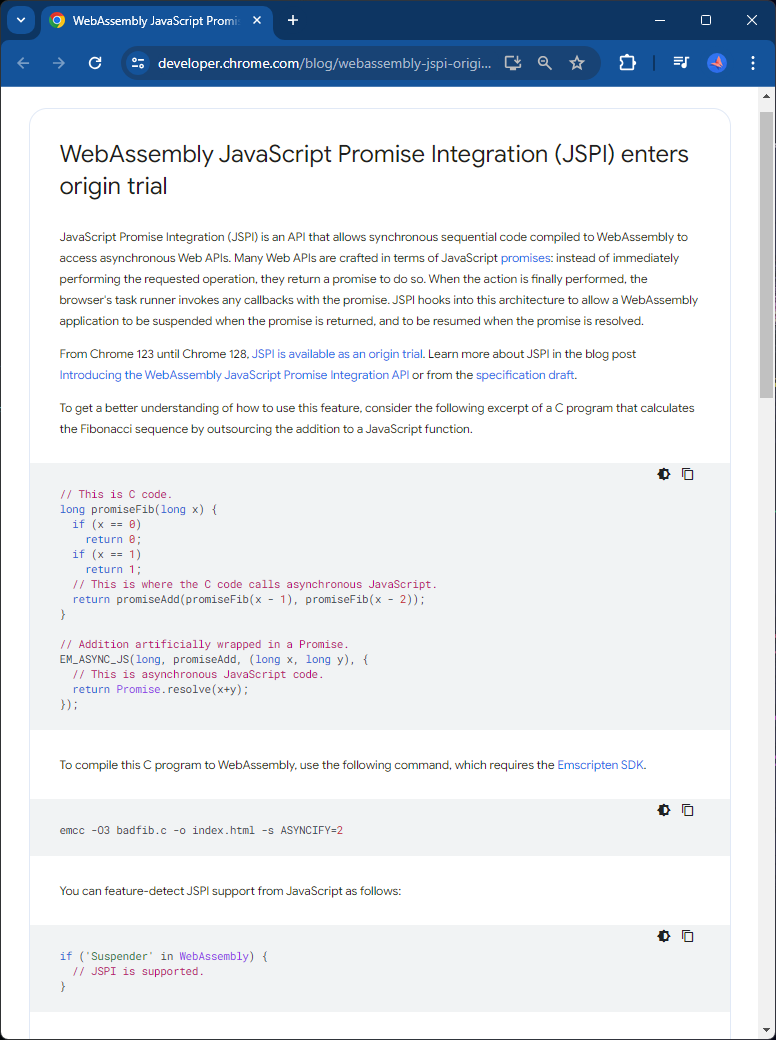 WebAssembly JavaScript Promis
developer.chrome.com/blog/webassembly-jspi-origi...
WebAssembly JavaScript Promise Integration (JSPI) enters
origin trial
JavaScript Promise Integration (JSPI) is an API that allows synchronous sequential code compiled to WebAssembly to
access asynchronous Web APIs. Many Web APIs are crafted in terms of JavaScript promises: instead of immediately
performing the requested operation, they return a promise to do so. When the action is finally performed, the
browser's task runner invokes any callbacks with the promise. JSPI hooks into this architecture to allow a WebAssembly
application to be suspended when the promise is returned, and to be resumed when the promise is resolved.
From Chrome 123 until Chrome 128, JSPI is available as an origin trial. Learn more about JSPI in the blog post
Introducing the WebAssembly JavaScript Promise Integration API or from the specification draft.
To get a better understanding of how to use this feature, consider the following excerpt of a C program that calculates
the Fibonacci sequence by outsourcing the addition to a JavaScript function.
// This is C code.
long promiseFib(long x) {
  if (x == 0)
    return 0;
  if (x == 1)
    return 1;
  // This is where the C code calls asynchronous JavaScript.
  return promiseAdd(promiseFib(x - 1), promiseFib(x - 2));
}
// Addition artificially wrapped in a Promise.
EM_ASYNC_JS(long, promiseAdd, (long x, long y), {
  // This is asynchronous JavaScript code.
  return Promise.resolve(x+y);
});
To compile this C program to WebAssembly, use the following command, which requires the Emscripten SDK.
emcc -O3 badfib.c -o index.html -s ASYNCIFY=2
You can feature-detect JSPI support from JavaScript as follows:
if ('Suspender' in WebAssembly) {
  // JSPI is supported.
}